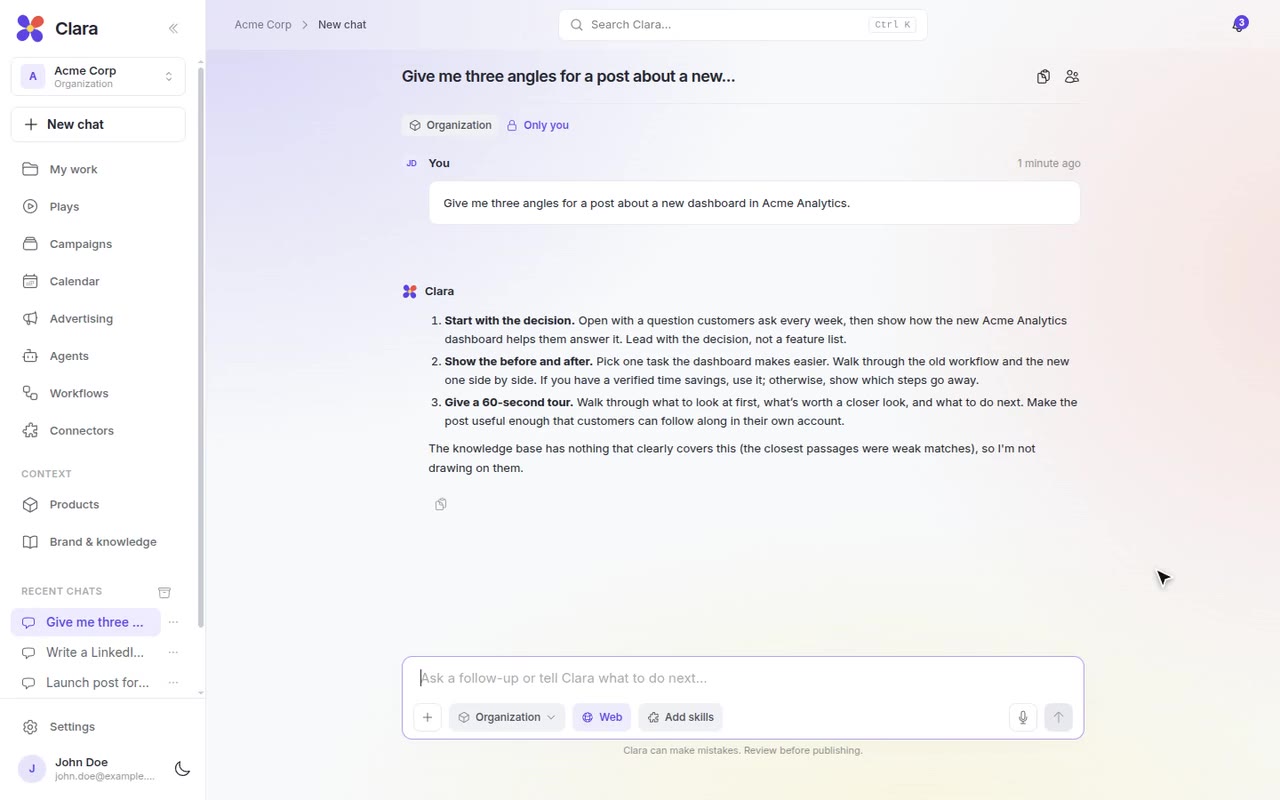 Clara
Acme Corp
New chat
Search Clara...
Ctrl K
3
A
Acme Corp
Organization
New chat
My work
Plays
Campaigns
Calendar
Advertising
Agents
Workflows
Connectors
CONTEXT
Products
Brand & knowledge
RECENT CHATS
Give me three ...
Write a LinkedI...
Launch post for...
Settings
J
John Doe
john.doe@example....
Give me three angles for a post about a new...
Organization
Only you
JD
You
1 minute ago
Give me three angles for a post about a new dashboard in Acme Analytics.
Clara
1. Start with the decision. Open with a question customers ask every week, then show how the new Acme Analytics
dashboard helps them answer it. Lead with the decision, not a feature list.
2. Show the before and after. Pick one task the dashboard makes easier. Walk through the old workflow and the new
one side by side. If you have a verified time savings, use it; otherwise, show which steps go away.
3. Give a 60-second tour. Walk through what to look at first, what's worth a closer look, and what to do next. Make the
post useful enough that customers can follow along in their own account.
The knowledge base has nothing that clearly covers this (the closest passages were weak matches), so I'm not
drawing on them.
Ask a follow-up or tell Clara what to do next...
Organization
Web
Add skills
Clara can make mistakes. Review before publishing.